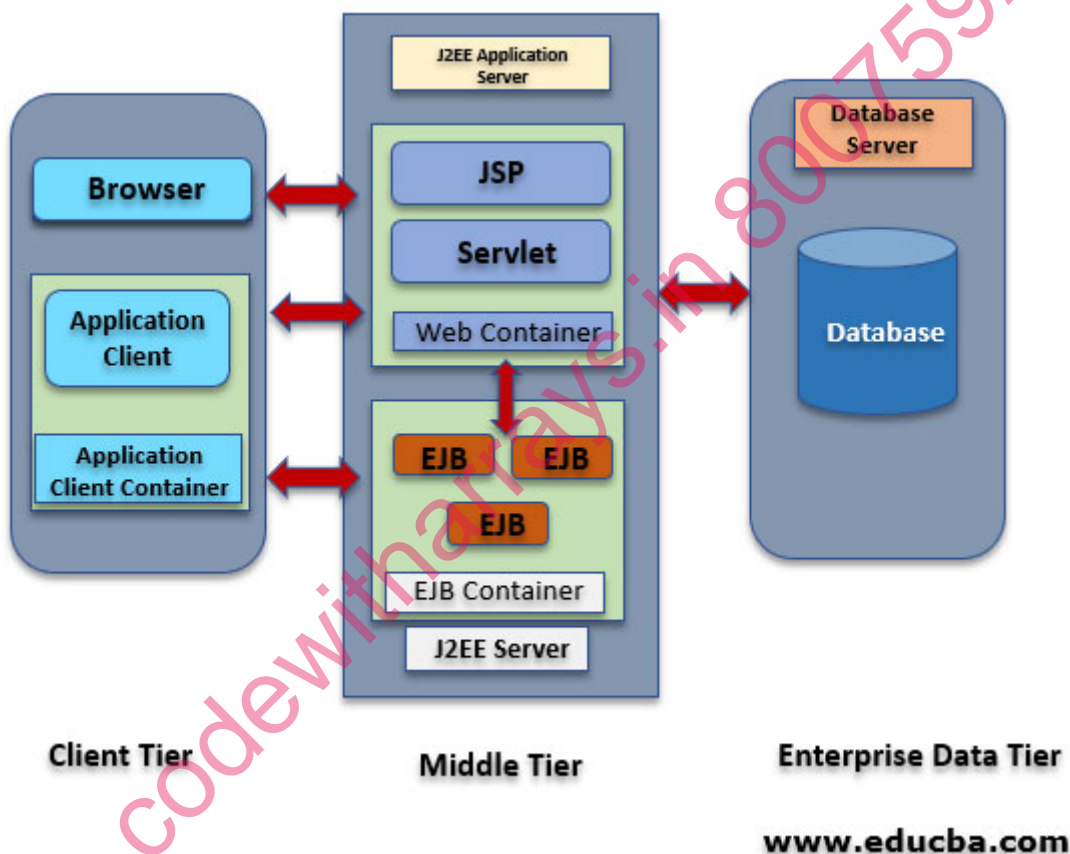 J2EE Application
Server
JSP
Servlet
Web Container
EJB
EJB
EJB
EJB Container
J2EE Server
Browser
Application
Client
Application
Client Container
Database
Server
Database
Client Tier
Middle Tier
Enterprise Data Tier
www.educba.com
codewitharrays.in 800759